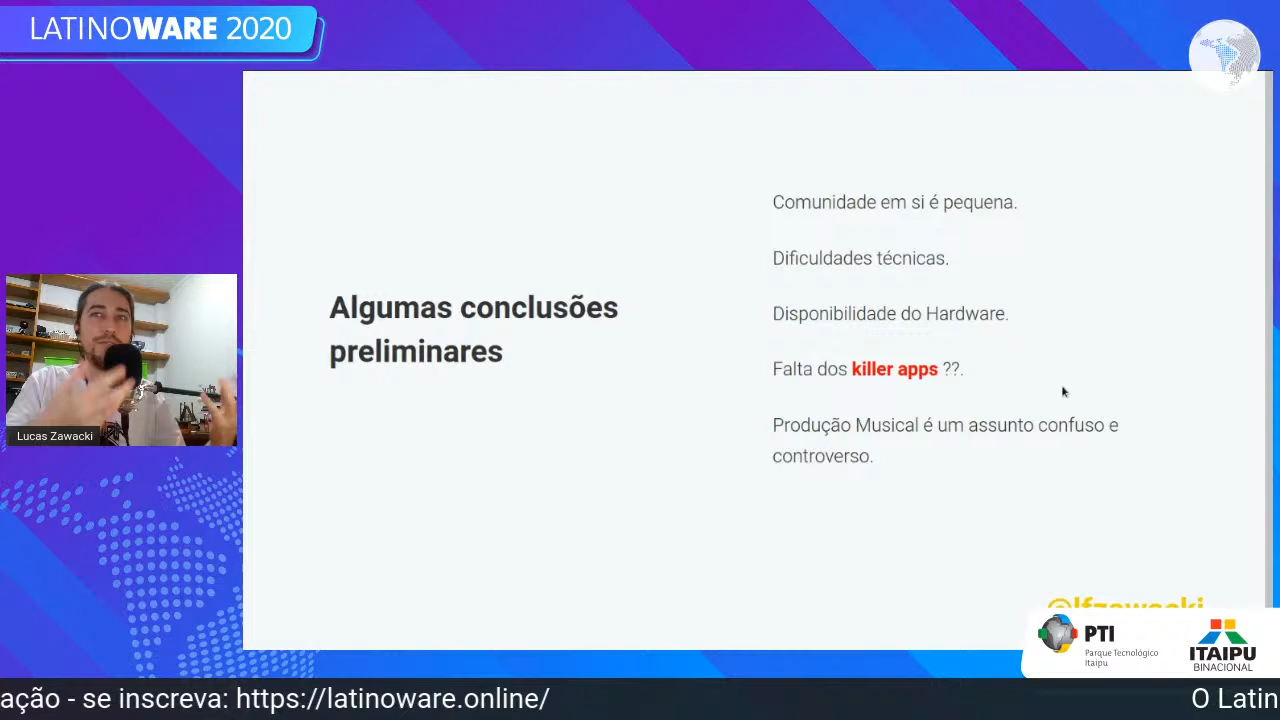 LATINOWARE 2020
Algumas conclusões
preliminares
Comunidade em si é pequena.
Dificuldades técnicas.
Disponibilidade do Hardware.
Falta dos killer apps ??.
Produção Musical é um assunto confuso e
controverso.
Lucas Zawacki
@lfzawacki
PTI
Parque Tecnológico
Itaipu
ITAIPU
BINACIONAL
ação - se inscreva: https://latinoware.online/
O Latin